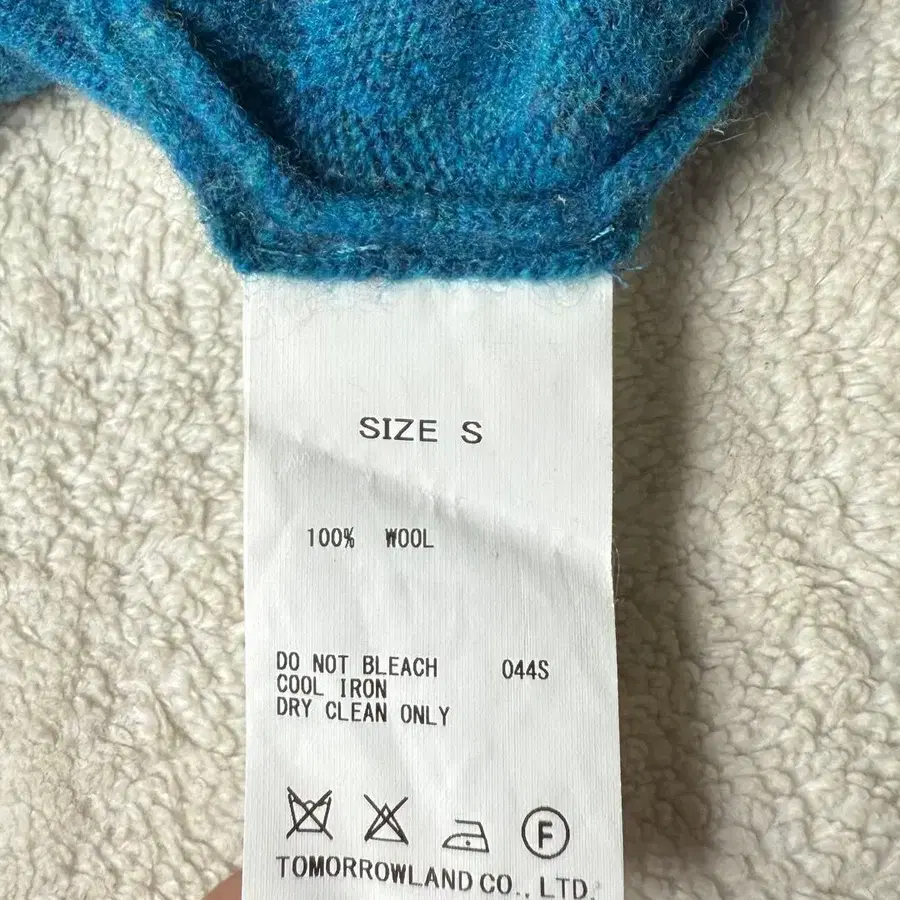 SIZE S
100% WOOL
DO NOT BLEACH 044S
COOL IRON
DRY CLEAN ONLY
F
TOMORROWLAND CO., LTD.